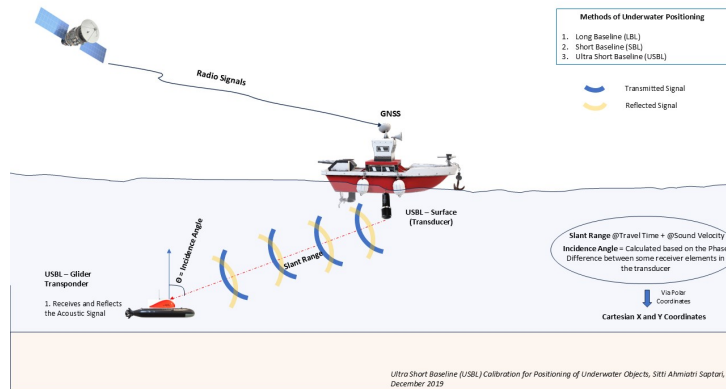 Methods of Underwater Positioning
1. Long Baseline (LBL)
2. Short Baseline (SBL)
3. Ultra Short Baseline (USBL)
Transmitted Signal
Reflected Signal
Radio Signals
GNSS
USBL – Surface
(Transducer)
Slant Range
Θ = Incidence Angle
USBL – Glider
Transponder
1. Receives and Reflects
the Acoustic Signal
Slant Range @Travel Time + @Sound Velocity
Incidence Angle = Calculated based on the Phase
Difference between some receiver elements in
the transducer
Via Polar
Coordinates
Cartesian X and Y Coordinates
Ultra Short Baseline (USBL) Calibration for Positioning of Underwater Objects, Sitti Ahmiatri Saptari,
December 2019